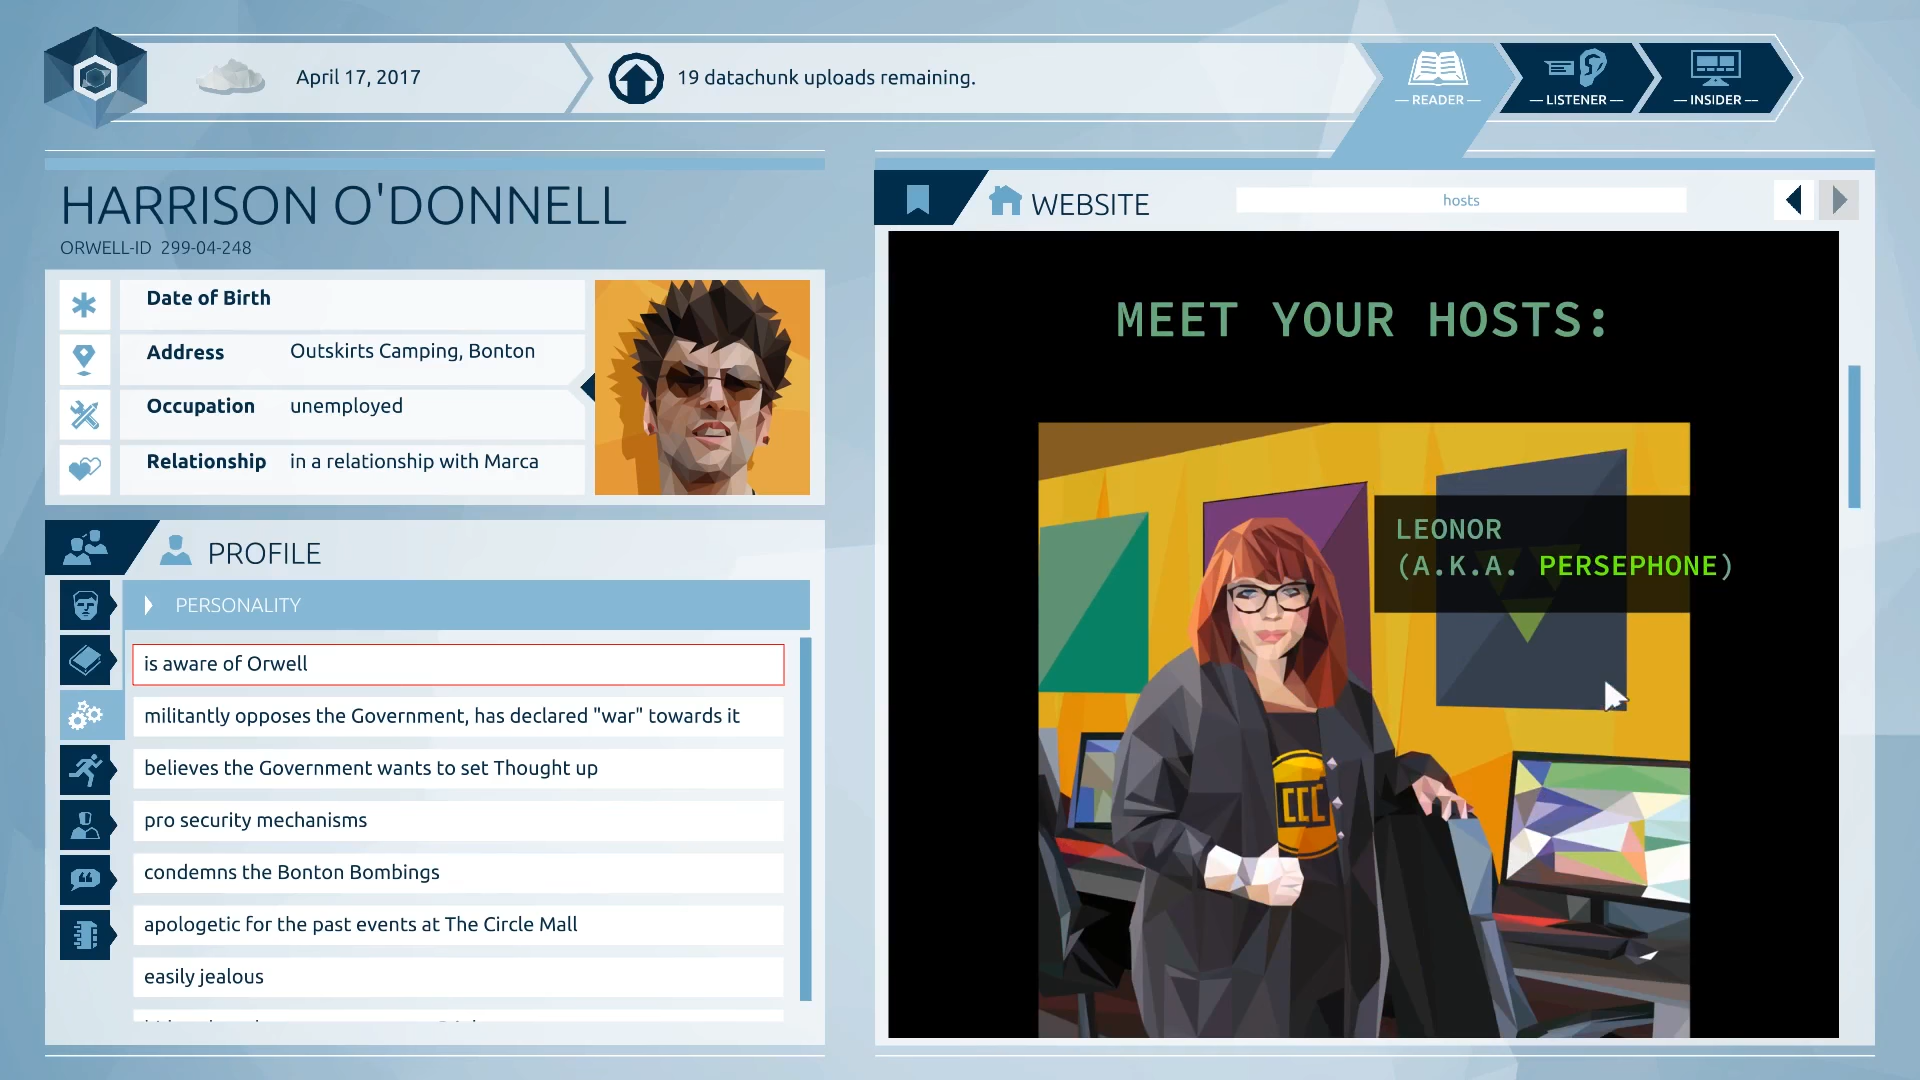 April 17, 2017
19 datachunk uploads remaining.
— READER —
— LISTENER —
— INSIDER —
HARRISON O'DONNELL
ORWELL-ID 299-04-248
Date of Birth
Address Outskirts Camping, Bonton
Occupation unemployed
Relationship in a relationship with Marca
PROFILE
PERSONALITY
is aware of Orwell
militantly opposes the Government, has declared "war" towards it
believes the Government wants to set Thought up
pro security mechanisms
condemns the Bonton Bombings
apologetic for the past events at The Circle Mall
easily jealous
WEBSITE
hosts
MEET YOUR HOSTS:
LEONOR
(A.K.A. PERSEPHONE)
CCC